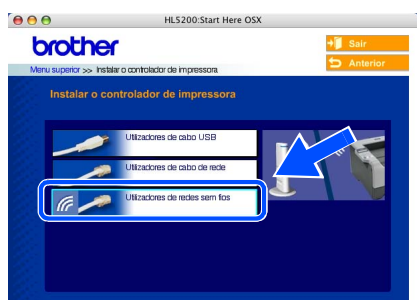 HL5200:Start Here OSX
brother
Sair
Anterior
Menu superior >> Instalar o controlador de impressora
Instalar o controlador de impressora
Utilizadores de cabo USB
Utilizadores de cabo de rede
Utilizadores de redes sem fios